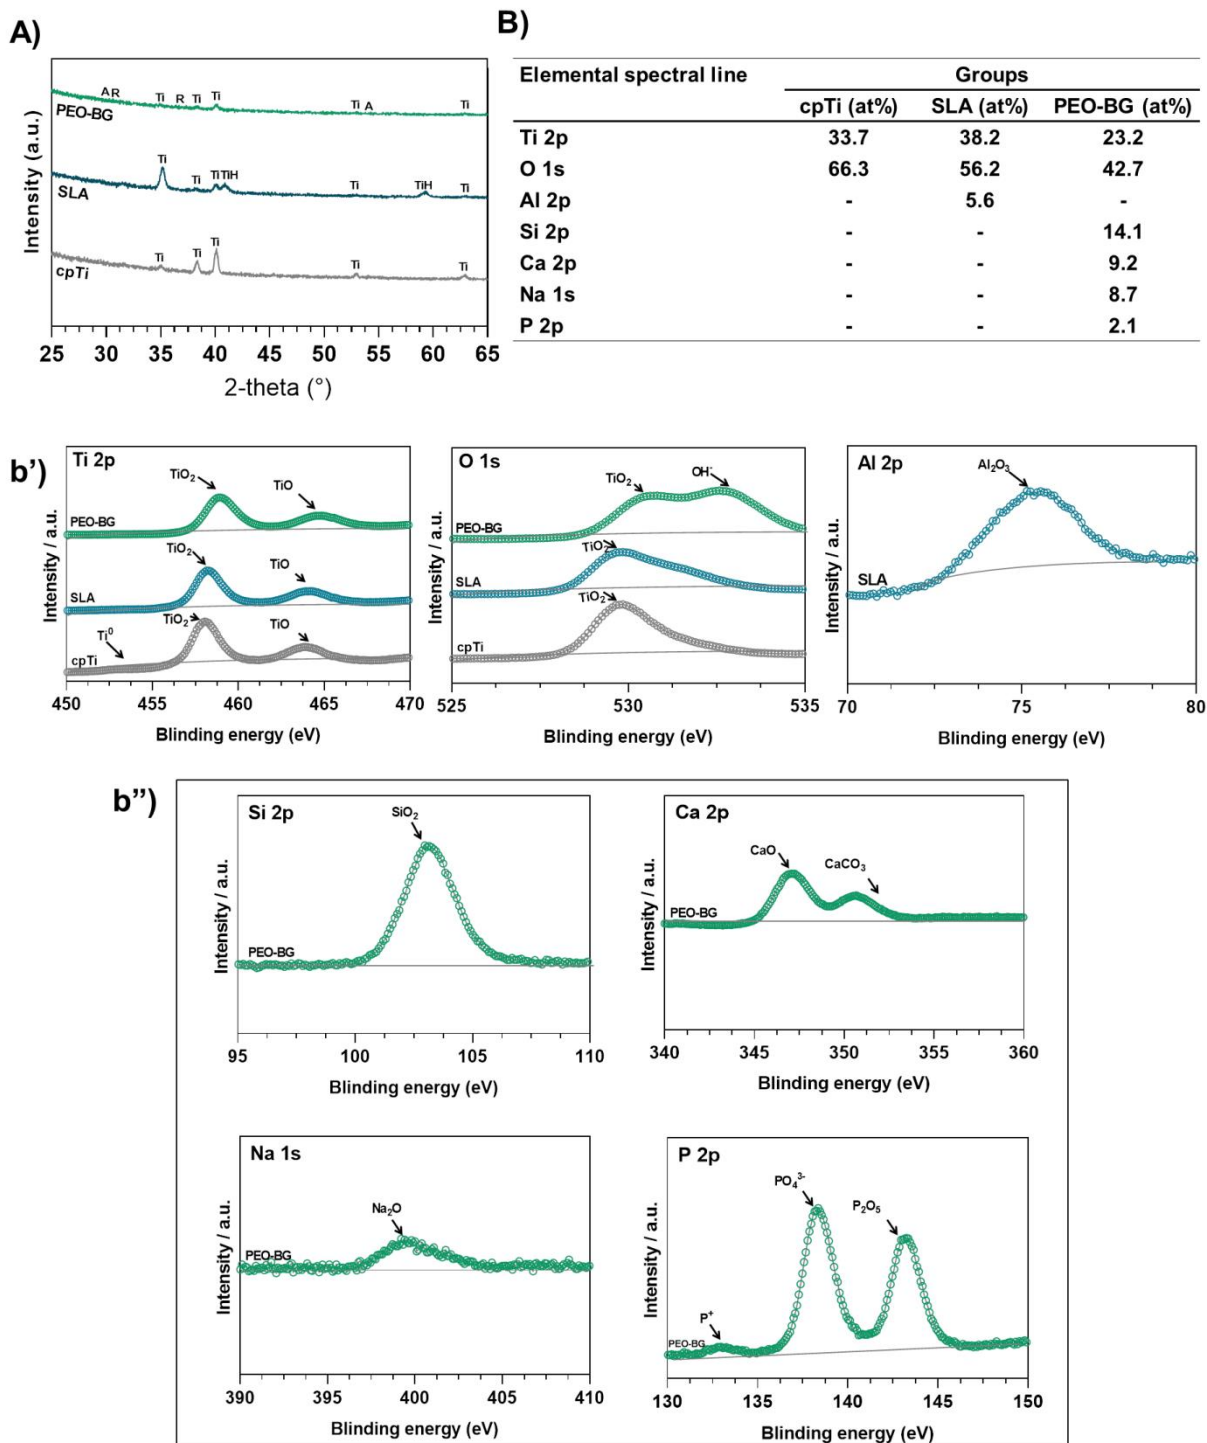 A)
Intensity (a.u.)
A R Ti R Ti Ti Ti A Ti
PEO-BG
Ti Ti Ti TiH Ti TiH Ti
SLA
Ti Ti Ti Ti Ti
cpTi
25 30 35 40 45 50 55 60 65
2-theta (°)
B)
Elemental spectral line Groups
cpTi (at%) SLA (at%) PEO-BG (at%)
Ti 2p 33.7 38.2 23.2
O 1s 66.3 56.2 42.7
Al 2p - 5.6 -
Si 2p - - 14.1
Ca 2p - - 9.2
Na 1s - - 8.7
P 2p - - 2.1
b')
Ti 2p
Intensity / a.u.
TiO₂ TiO
PEO-BG
TiO₂ TiO
SLA
Ti⁰ TiO₂ TiO
cpTi
450 455 460 465 470
Blinding energy (eV)
O 1s
Intensity / a.u.
TiO₂ OH⁻
PEO-BG
TiO₂
SLA
TiO₂
cpTi
525 530 535
Blinding energy (eV)
Al 2p
Intensity / a.u.
Al₂O₃
SLA
70 75 80
Blinding energy (eV)
b'')
Si 2p
Intensity / a.u.
SiO₂
PEO-BG
95 100 105 110
Blinding energy (eV)
Ca 2p
Intensity / a.u.
CaO CaCO₃
PEO-BG
340 345 350 355 360
Blinding energy (eV)
Na 1s
Intensity / a.u.
Na₂O
PEO-BG
390 395 400 405 410
Blinding energy (eV)
P 2p
Intensity / a.u.
PO₄³⁻ P₂O₅
P⁺
PEO-BG
130 135 140 145 150
Blinding energy (eV)